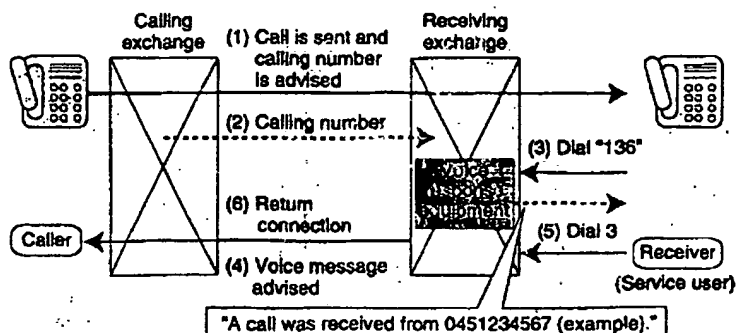 Calling
exchange
(1) Call is sent and
calling number
is advised
Receiving
exchange
(2) Calling number
(3) Dial "136"
Voice
response
equipment
(6) Return
connection
(5) Dial 3
Caller
Receiver
(4) Voice message
advised
(Service user)
"A call was received from 0451234567 (example)."